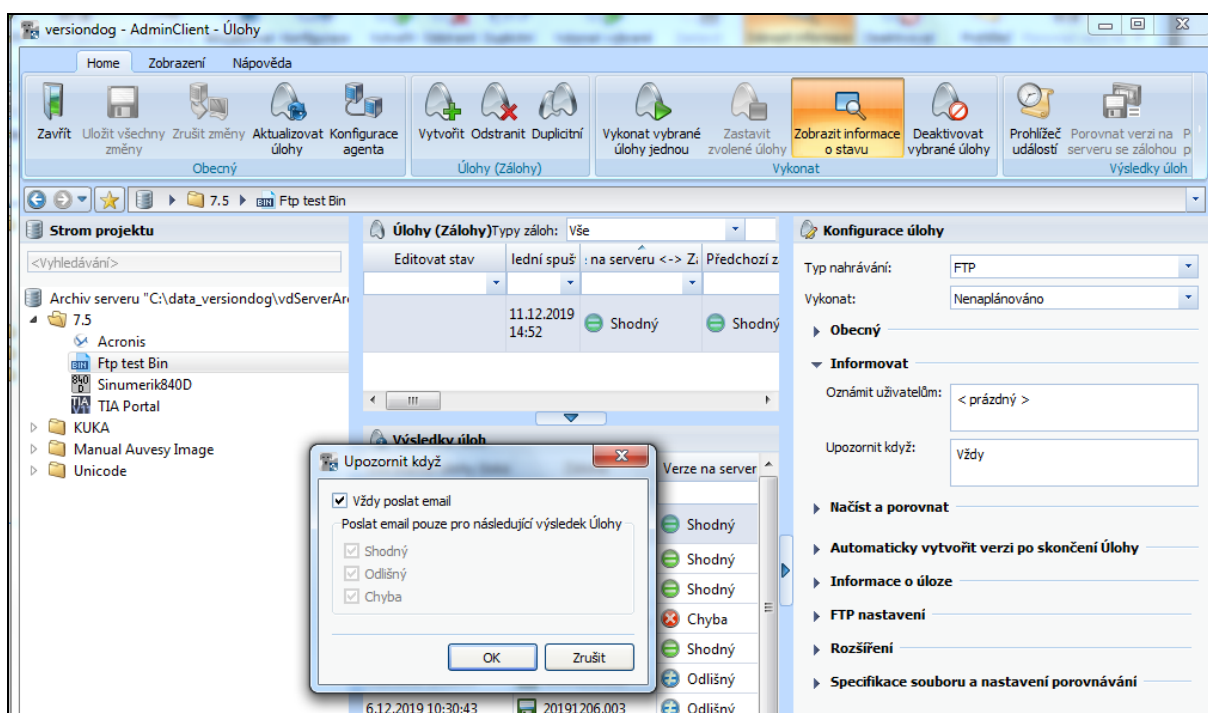 versiondog - AdminClient - Úlohy
Home Zobrazení Nápověda
Zavřít Uložit všechny změny Zrušit změny Aktualizovat úlohy Konfigurace agenta
Vytvořit Odstranit Duplicitní
Vykonat vybrané úlohy jednou Zastavit zvolené úlohy Zobrazit informace o stavu Deaktivovat vybrané úlohy
Prohlížeč událostí Porovnat verzi na serveru se zálohou
Obecný Úlohy (Zálohy) Vykonat Výsledky úloh
7.5 Ftp test Bin
Strom projektu
<Vyhledávání>
Archiv serveru "C:\data_versiondog\vdServerAr
7.5
Acronis
Ftp test Bin
Sinumerik840D
TIA Portal
KUKA
Manual Auvesy Image
Unicode
Úlohy (Zálohy) Typy záloh: Vše
Editovat stav lední spuš na serveru <-> Zá Předchozí z
11.12.2019
14:52
Shodný Shodný
Výsledky úloh
Verze na server
Shodný
Shodný
Shodný
Chyba
Shodný
Odlišný
6.12.2019 10:30:43 20191206.003 Odlišný
Upozornit když
Vždy poslat email
Poslat email pouze pro následující výsledek Úlohy
Shodný
Odlišný
Chyba
OK Zrušit
Konfigurace úlohy
Typ nahrávání: FTP
Vykonat: Nenaplánováno
Obecný
Informovat
Oznámit uživatelům: < prázdný >
Upozornit když: Vždy
Načíst a porovnat
Automaticky vytvořit verzi po skončení Úlohy
Informace o úloze
FTP nastavení
Rozšíření
Specifikace souboru a nastavení porovnávání